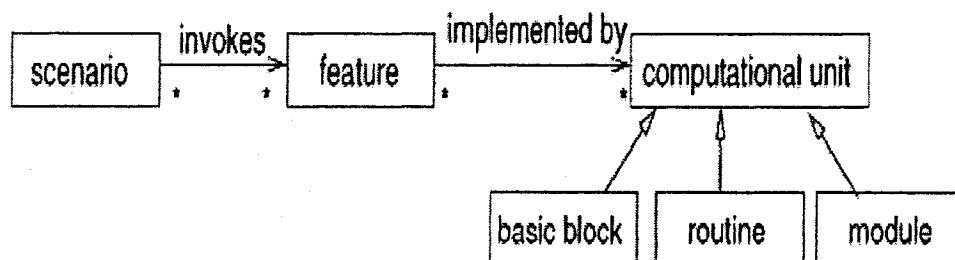 invokes
implemented by
scenario
feature
computational unit
* * * *
basic block
routine
module